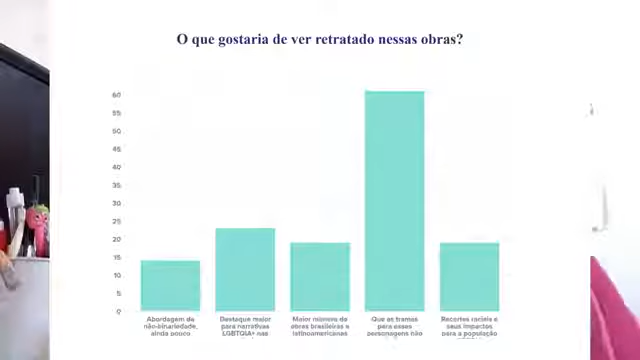 O que gostaria de ver retratado nessas obras?
60
55
50
45
40
35
30
25
20
15
10
5
0
Abordagem da
não-binariedade,
ainda pouco
Destaque maior
para narrativas
LGBTQIA+ nas
Maior número de
obras brasileiras e
latinoamericanas
Que as tramas
para esses
personagens não
Recortes raciais e
seus impactos
para a população